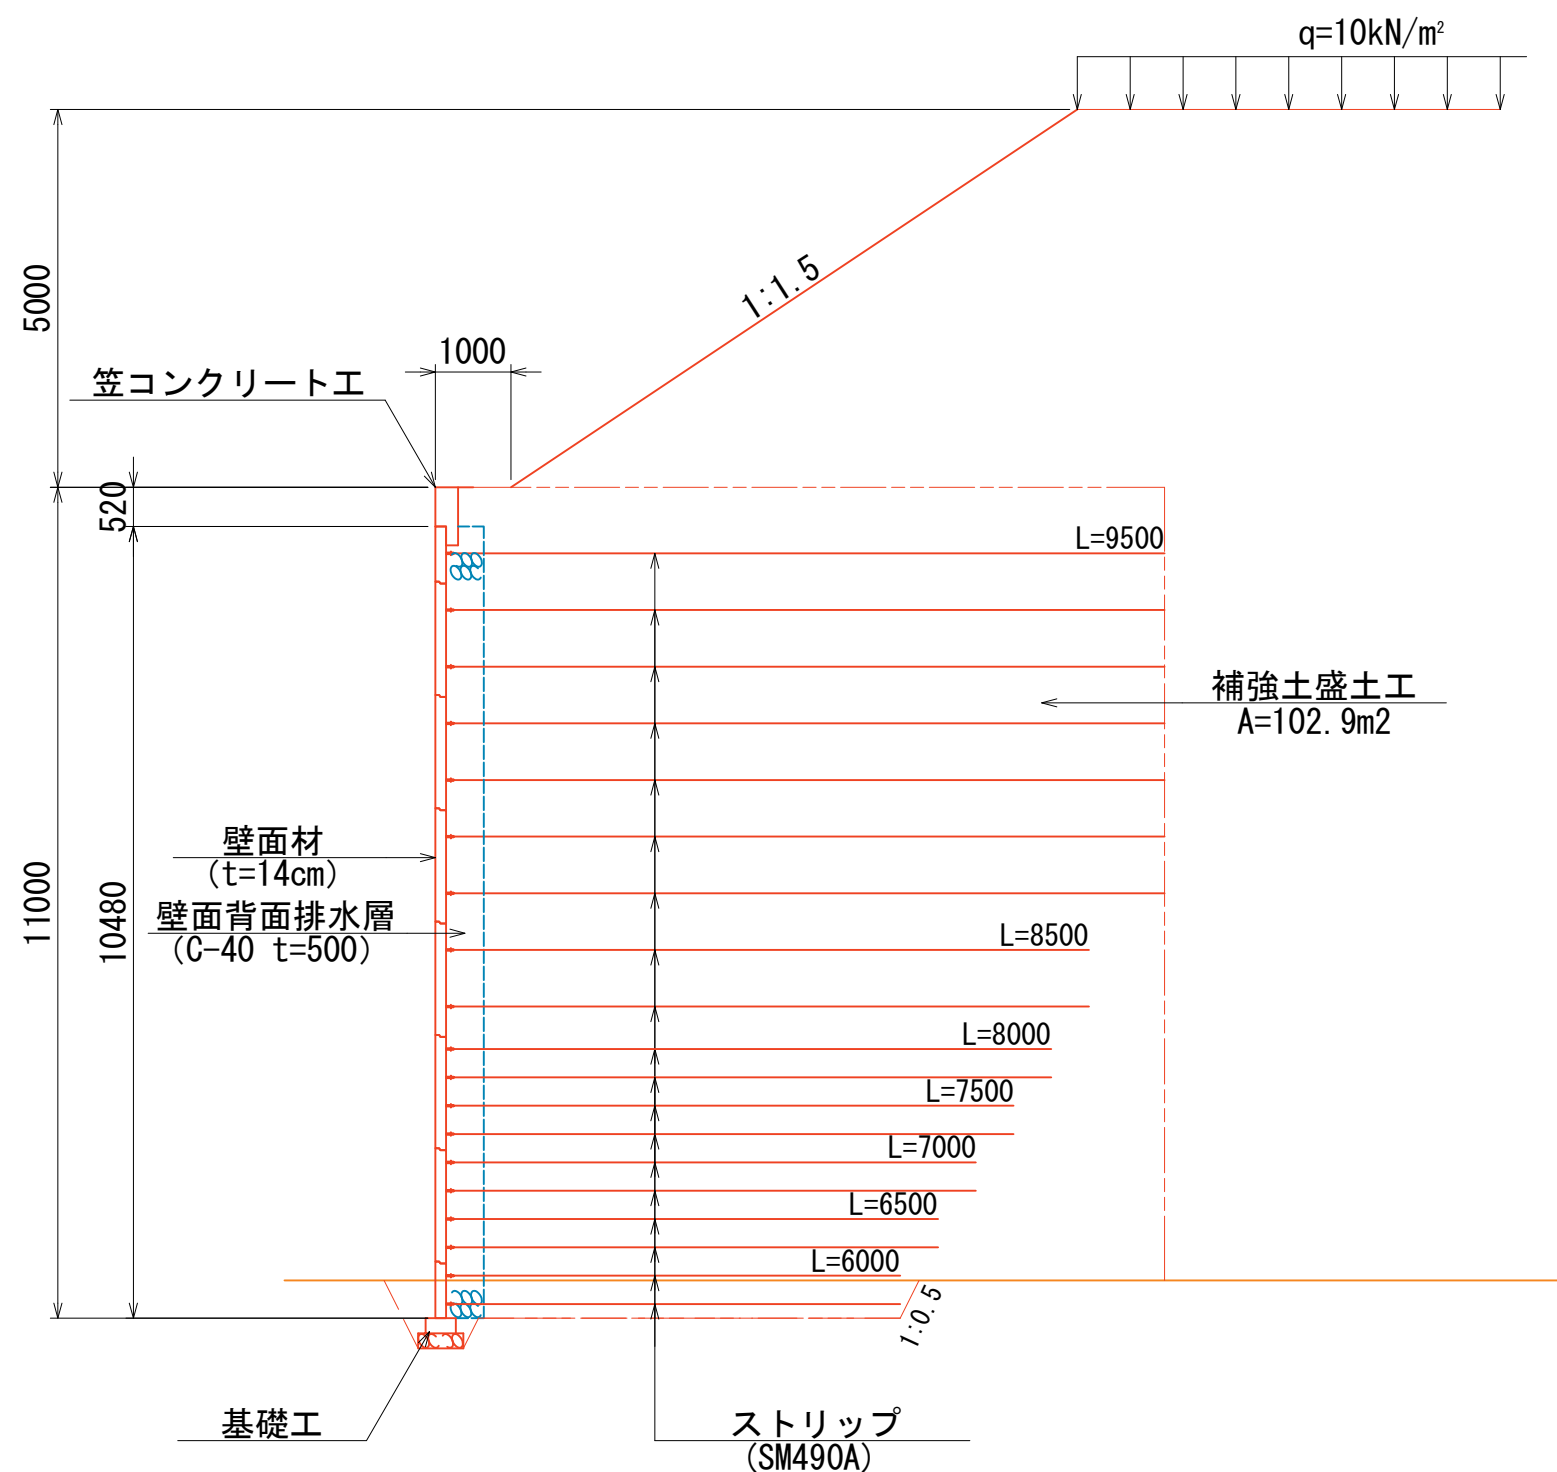 q=10kN/m²
5000
1:1.5
1000
笠コンクリート工
520
L=9500
補強土盛土工
A=102.9m2
壁面材
(t=14cm)
11000
10480
壁面背面排水層
(C-40 t=500)
L=8500
L=8000
L=7500
L=7000
L=6500
L=6000
1:0.5
基礎工
ストリップ
(SM490A)